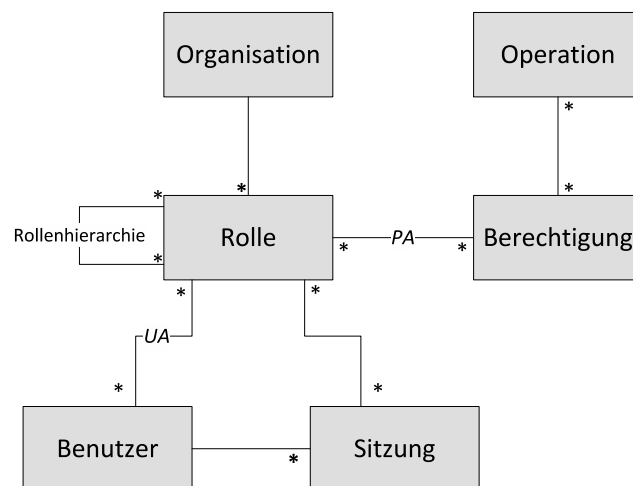 Organisation
Operation
*
*
*
*
Rollenhierarchie
*
Rolle
*
PA
*
Berechtigung
*
*
UA
*
*
Benutzer
*
Sitzung